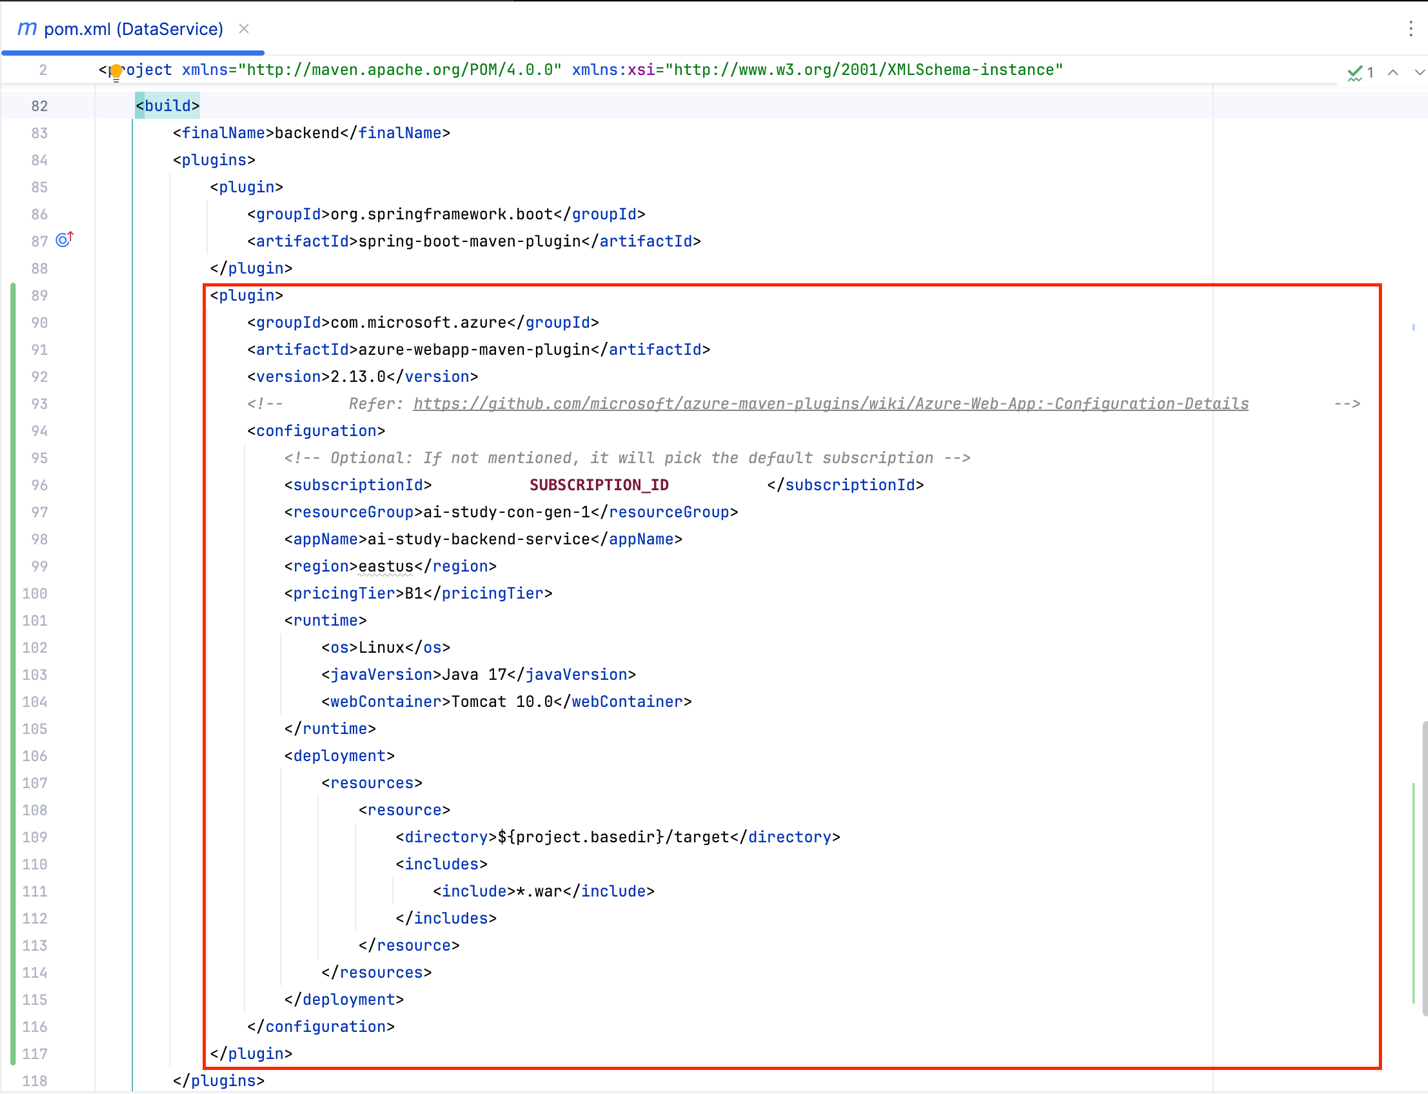 m pom.xml (DataService) ×
2 <project xmlns="http://maven.apache.org/POM/4.0.0" xmlns:xsi="http://www.w3.org/2001/XMLSchema-instance" 1
82 <build>
83 <finalName>backend</finalName>
84 <plugins>
85 <plugin>
86 <groupId>org.springframework.boot</groupId>
87 <artifactId>spring-boot-maven-plugin</artifactId>
88 </plugin>
89 <plugin>
90 <groupId>com.microsoft.azure</groupId>
91 <artifactId>azure-webapp-maven-plugin</artifactId>
92 <version>2.13.0</version>
93 <!-- Refer: https://github.com/microsoft/azure-maven-plugins/wiki/Azure-Web-App:-Configuration-Details -->
94 <configuration>
95 <!-- Optional: If not mentioned, it will pick the default subscription -->
96 <subscriptionId> SUBSCRIPTION_ID </subscriptionId>
97 <resourceGroup>ai-study-con-gen-1</resourceGroup>
98 <appName>ai-study-backend-service</appName>
99 <region>eastus</region>
100 <pricingTier>B1</pricingTier>
101 <runtime>
102 <os>Linux</os>
103 <javaVersion>Java 17</javaVersion>
104 <webContainer>Tomcat 10.0</webContainer>
105 </runtime>
106 <deployment>
107 <resources>
108 <resource>
109 <directory>${project.basedir}/target</directory>
110 <includes>
111 <include>*.war</include>
112 </includes>
113 </resource>
114 </resources>
115 </deployment>
116 </configuration>
117 </plugin>
118 </plugins>